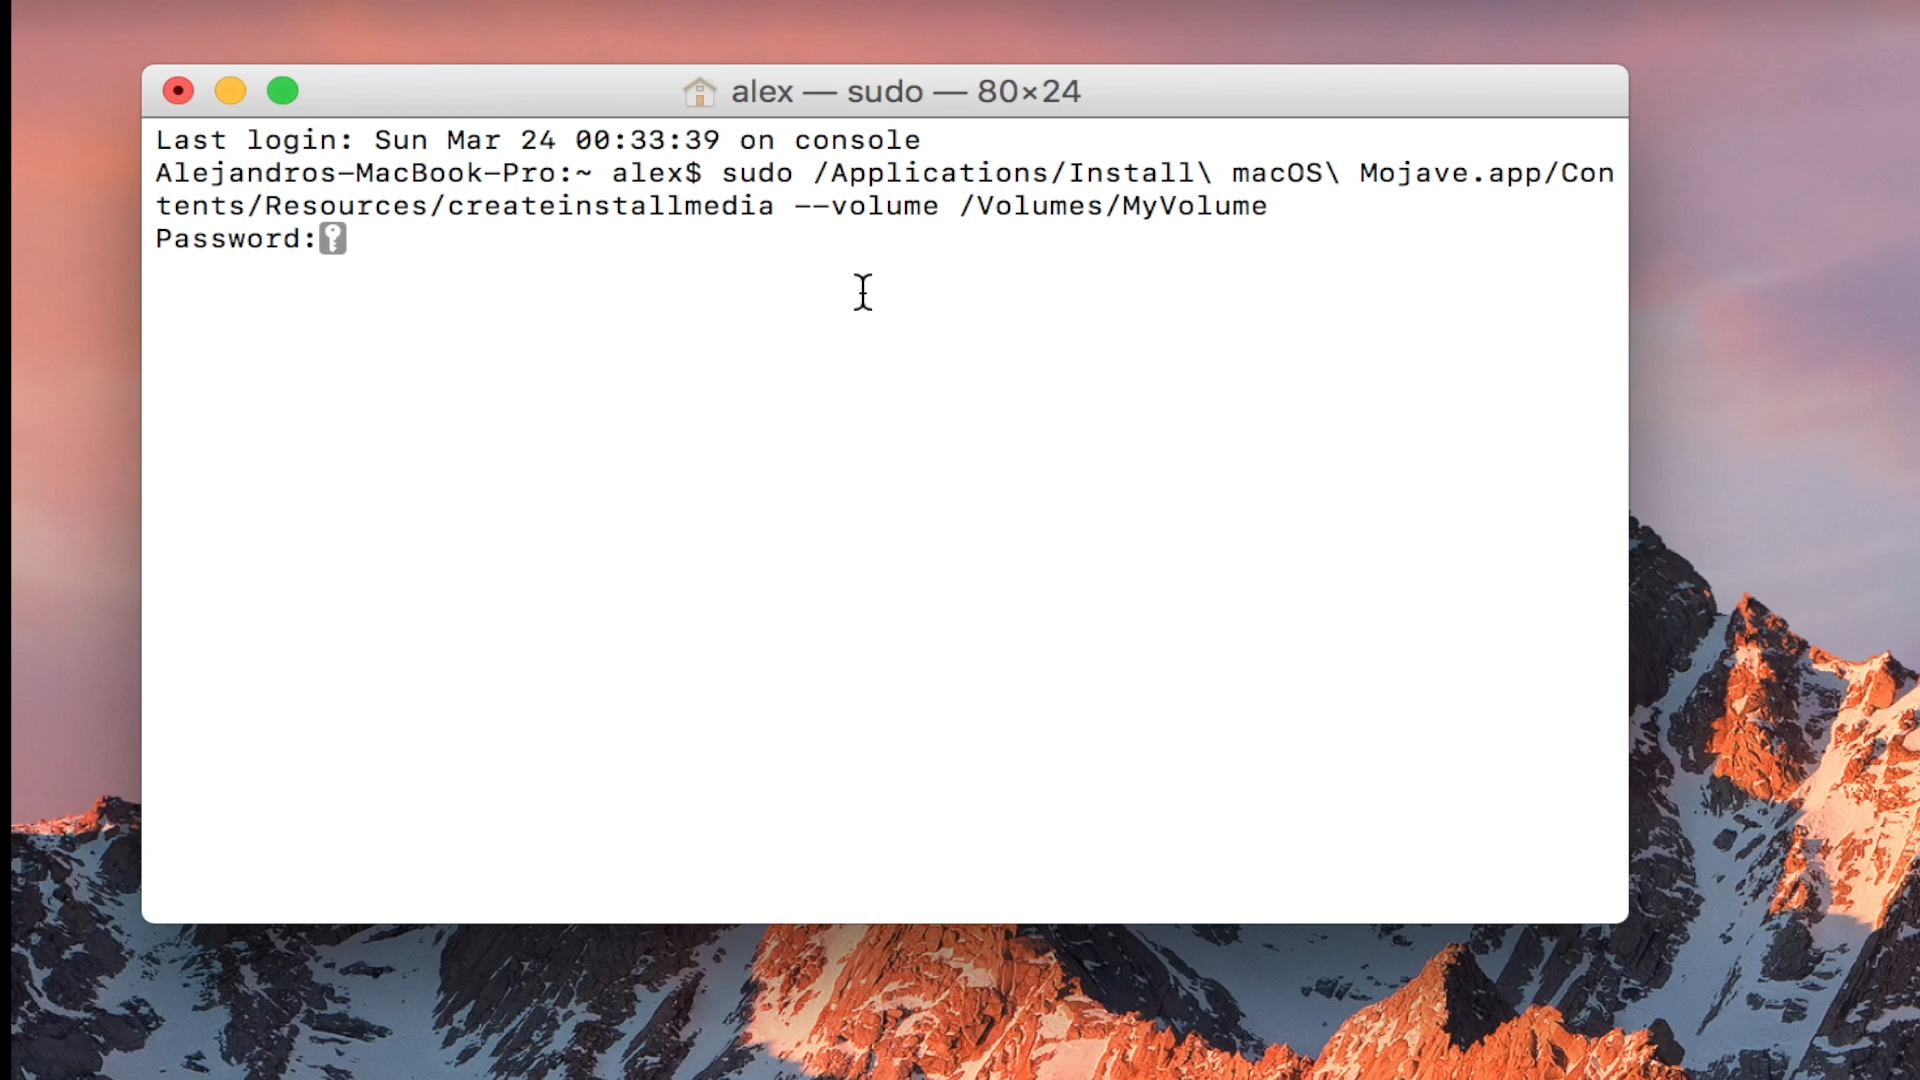 alex — sudo — 80×24
Last login: Sun Mar 24 00:33:39 on console
Alejandros-MacBook-Pro:~ alex$ sudo /Applications/Install\ macOS\ Mojave.app/Con
tents/Resources/createinstallmedia --volume /Volumes/MyVolume
Password: